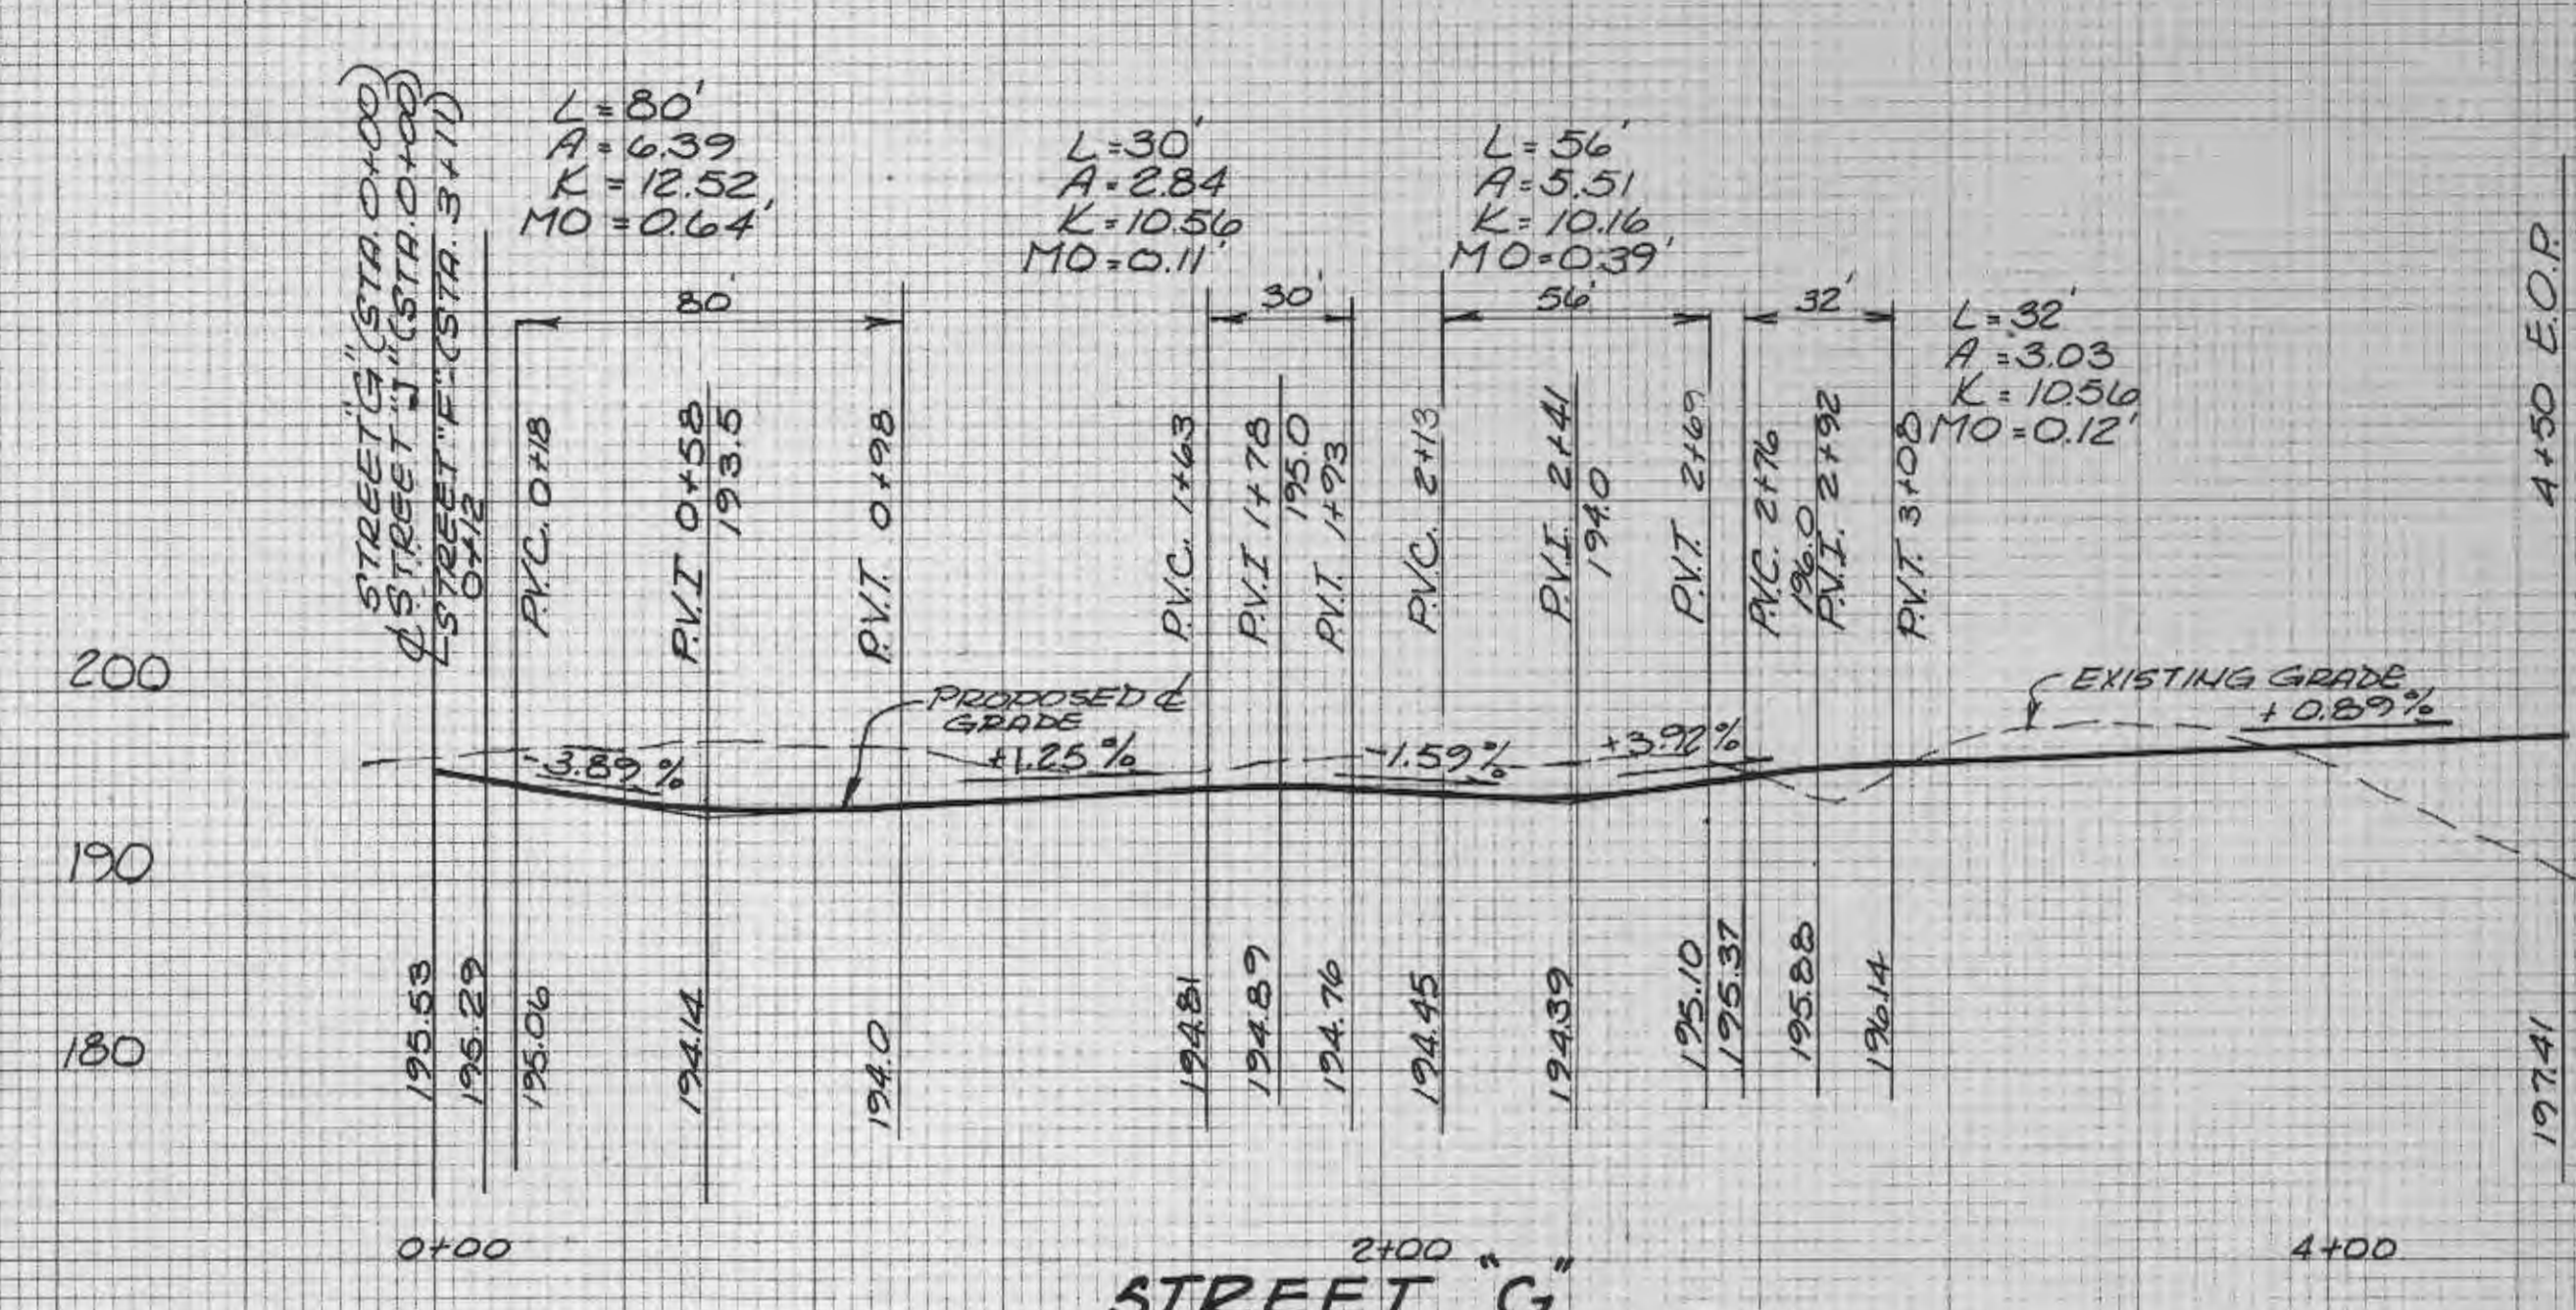 STREET "G" (STA. 0+00)
℄ STREET "J" (STA. 0+00)
STREET "F" (STA. 3+11)
0+12
L = 80'
A = 6.39
K = 12.52
MO = 0.64'
L = 30'
A = 2.84
K = 10.56
MO = 0.11'
L = 56'
A = 5.51
K = 10.16
MO = 0.39'
L = 32'
A = 3.03
K = 10.56
MO = 0.12'
80'
30'
56'
32'
P.V.C. 0+18
P.V.I 0+58
193.5
P.V.T. 0+98
P.V.C. 1+63
P.V.I 1+78
195.0
P.V.T. 1+93
P.V.C. 2+13
P.V.I. 2+41
194.0
P.V.T. 2+69
P.V.C. 2+76
196.0
P.V.I. 2+92
P.V.T. 3+08
4+50 E.O.P.
200
190
180
PROPOSED ℄
GRADE
EXISTING GRADE
-3.89%
+1.25%
-1.59%
+3.92%
+0.89%
195.53
195.29
195.06
194.14
194.0
194.81
194.89
194.76
194.45
194.39
195.10
195.37
195.88
196.14
197.41
0+00
2+00
4+00
STREET "G"